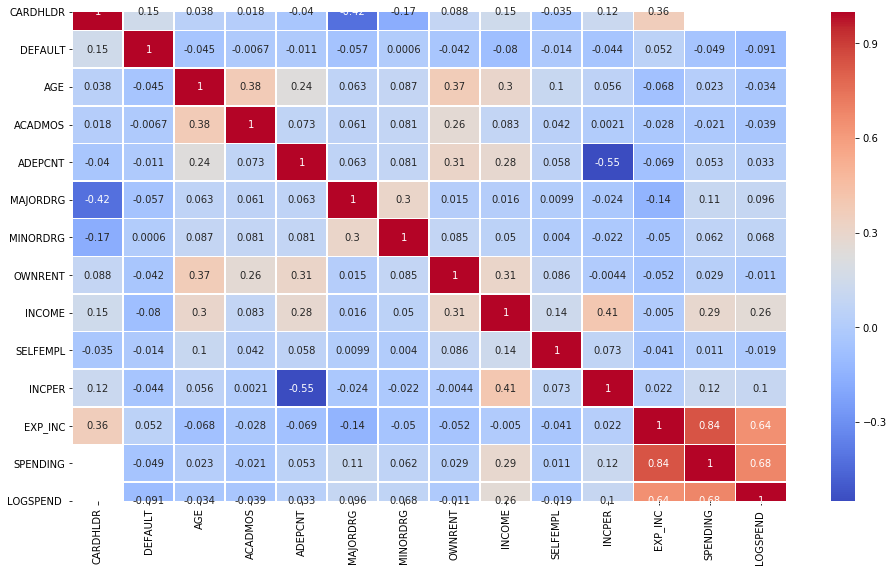 CARDHLDR 1 0.15 0.038 0.018 -0.04 -0.42 -0.17 0.088 0.15 -0.035 0.12 0.36
DEFAULT 0.15 1 -0.045 -0.0067 -0.011 -0.057 0.0006 -0.042 -0.08 -0.014 -0.044 0.052 -0.049 -0.091
AGE 0.038 -0.045 1 0.38 0.24 0.063 0.087 0.37 0.3 0.1 0.056 -0.068 0.023 -0.034
ACADMOS 0.018 -0.0067 0.38 1 0.073 0.061 0.081 0.26 0.083 0.042 0.0021 -0.028 -0.021 -0.039
ADEPCNT -0.04 -0.011 0.24 0.073 1 0.063 0.081 0.31 0.28 0.058 -0.55 -0.069 0.053 0.033
MAJORDRG -0.42 -0.057 0.063 0.061 0.063 1 0.3 0.015 0.016 0.0099 -0.024 -0.14 0.11 0.096
MINORDRG -0.17 0.0006 0.087 0.081 0.081 0.3 1 0.085 0.05 0.004 -0.022 -0.05 0.062 0.068
OWNRENT 0.088 -0.042 0.37 0.26 0.31 0.015 0.085 1 0.31 0.086 -0.0044 -0.052 0.029 -0.011
INCOME 0.15 -0.08 0.3 0.083 0.28 0.016 0.05 0.31 1 0.14 0.41 -0.005 0.29 0.26
SELFEMPL -0.035 -0.014 0.1 0.042 0.058 0.0099 0.004 0.086 0.14 1 0.073 -0.041 0.011 -0.019
INCPER 0.12 -0.044 0.056 0.0021 -0.55 -0.024 -0.022 -0.0044 0.41 0.073 1 0.022 0.12 0.1
EXP_INC 0.36 0.052 -0.068 -0.028 -0.069 -0.14 -0.05 -0.052 -0.005 -0.041 0.022 1 0.84 0.64
SPENDING -0.049 0.023 -0.021 0.053 0.11 0.062 0.029 0.29 0.011 0.12 0.84 1 0.68
LOGSPEND -0.091 -0.034 -0.039 0.033 0.096 0.068 -0.011 0.26 -0.019 0.1 0.64 0.68 1
CARDHLDR DEFAULT AGE ACADMOS ADEPCNT MAJORDRG MINORDRG OWNRENT INCOME SELFEMPL INCPER EXP_INC SPENDING LOGSPEND
0.9
0.6
0.3
0.0
-0.3